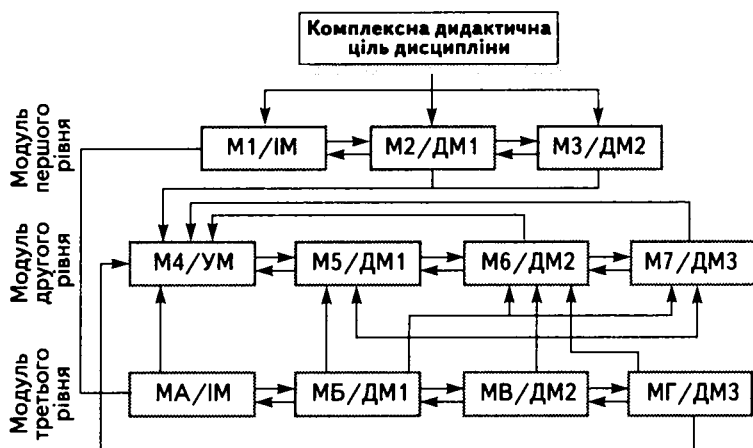 Комплексна дидактична
ціль дисципліни
Модуль
першого
рівня
М1/ІМ
М2/ДМ1
М3/ДМ2
Модуль
другого
рівня
М4/УМ
М5/ДМ1
М6/ДМ2
М7/ДМ3
Модуль
третього
рівня
МА/ІМ
МБ/ДМ1
МВ/ДМ2
МГ/ДМ3